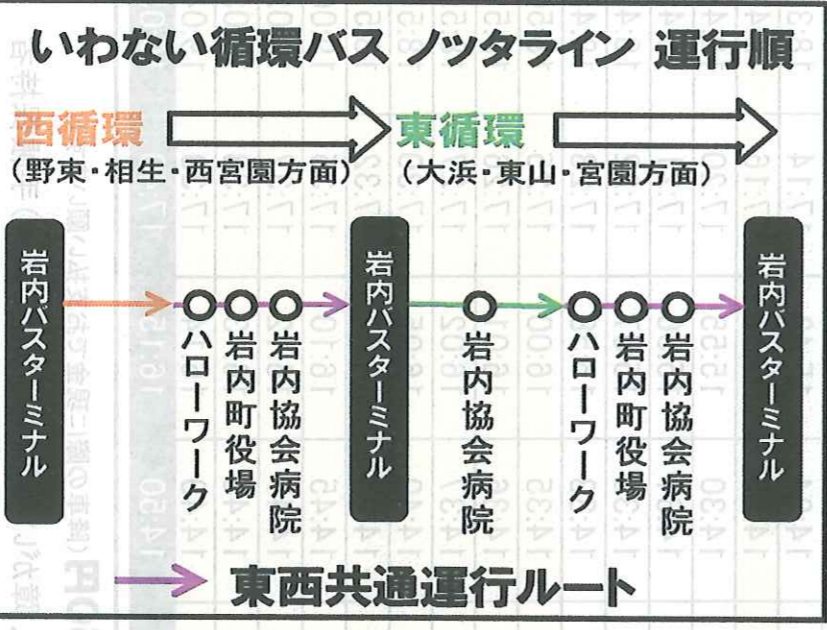 いわない循環バス ノッタライン 運行順
西循環
東循環
(野東・相生・西宮園方面)
(大浜・東山・宮園方面)
岩内バスターミナル
ハローワーク
岩内町役場
岩内協会病院
岩内バスターミナル
岩内協会病院
ハローワーク
岩内町役場
岩内協会病院
岩内バスターミナル
東西共通運行ルート